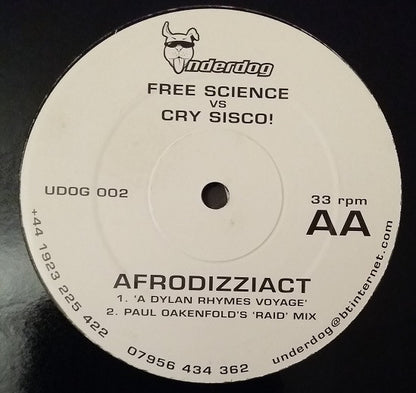 Underdog
FREE SCIENCE
VS
CRY SISCO!
UDOG 002
33 rpm
AA
AFRODIZZIACT
1. 'A DYLAN RHYMES VOYAGE'
2. PAUL OAKENFOLD'S 'RAID' MIX
+44 1923 225 422
07956 434 362
underdog@btinternet.com